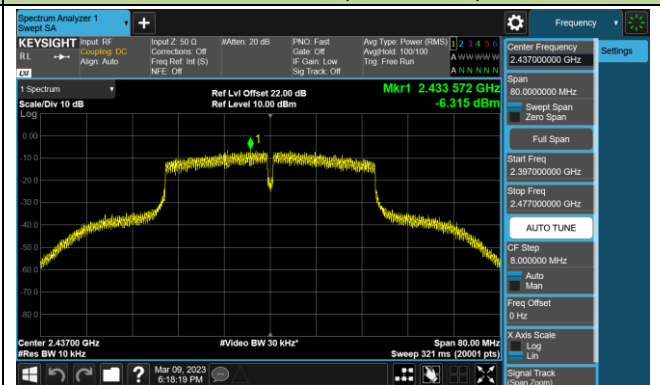 Spectrum Analyzer 1
Swept SA
Frequency
KEYSIGHT
R L
LXI
Input: RF
Coupling: DC
Align: Auto
Input Z: 50 Ω
Corrections: Off
Freq Ref: Int (S)
NFE: Off
#Atten: 20 dB
PNO: Fast
Gate: Off
IF Gain: Low
Sig Track: Off
Avg Type: Power (RMS)
Avg|Hold: 100/100
Trig: Free Run
1 2 3 4 5 6
A W W W W W
A N N N N N
Center Frequency
2.437000000 GHz
Settings
1 Spectrum
Scale/Div 10 dB
Log
Ref Lvl Offset 22.00 dB
Ref Level 10.00 dBm
Mkr1 2.433 572 GHz
-6.315 dBm
Span
80.0000000 MHz
Swept Span
Zero Span
Full Span
Start Freq
2.397000000 GHz
Stop Freq
2.477000000 GHz
AUTO TUNE
CF Step
8.000000 MHz
Auto
Man
Freq Offset
0 Hz
X Axis Scale
Log
Lin
Signal Track
(Span Zoom)
1
0.00
-10.0
-20.0
-30.0
-40.0
-50.0
-60.0
-70.0
-80.0
Center 2.43700 GHz
#Res BW 10 kHz
#Video BW 30 kHz*
Span 80.00 MHz
Sweep 321 ms (20001 pts)
?
Mar 09, 2023
6:18:19 PM